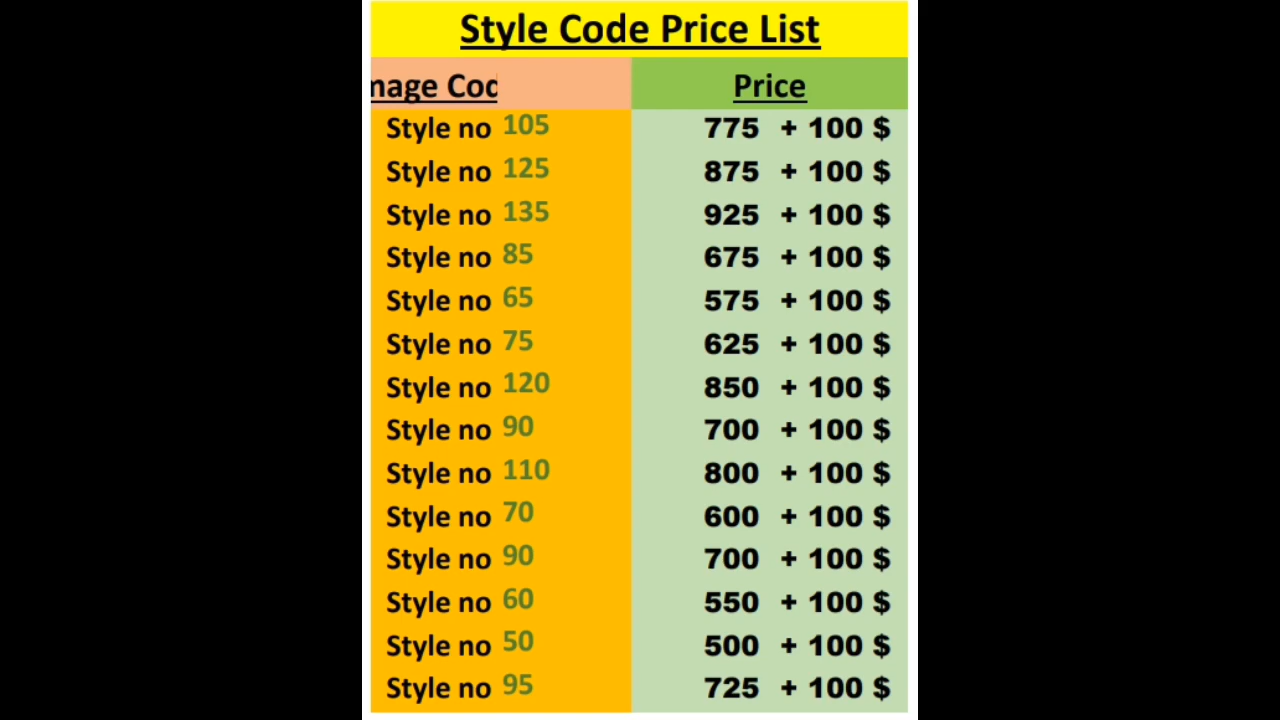 Style Code Price List
mage Cod Price
Style no 105 775 + 100 $
Style no 125 875 + 100 $
Style no 135 925 + 100 $
Style no 85 675 + 100 $
Style no 65 575 + 100 $
Style no 75 625 + 100 $
Style no 120 850 + 100 $
Style no 90 700 + 100 $
Style no 110 800 + 100 $
Style no 70 600 + 100 $
Style no 90 700 + 100 $
Style no 60 550 + 100 $
Style no 50 500 + 100 $
Style no 95 725 + 100 $